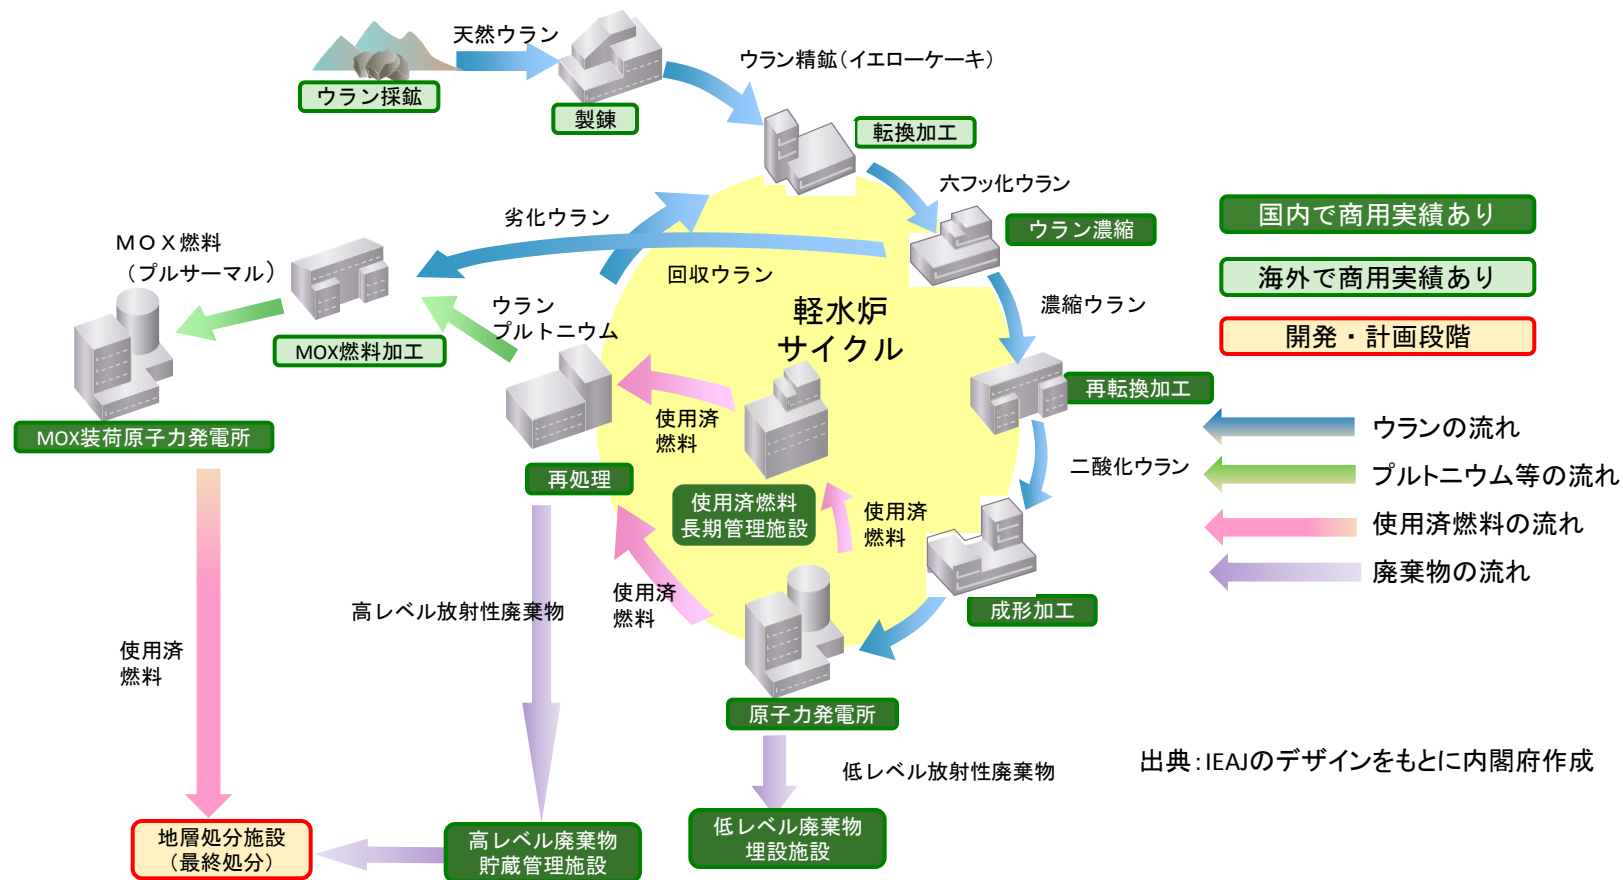 天然ウラン
ウラン採鉱
製錬
ウラン精鉱（イエローケーキ）
転換加工
六フッ化ウラン
ウラン濃縮
劣化ウラン
回収ウラン
MOX燃料
（プルサーマル）
ウラン
プルトニウム
MOX燃料加工
MOX装荷原子力発電所
軽水炉
サイクル
濃縮ウラン
再転換加工
二酸化ウラン
成形加工
使用済
燃料
再処理
使用済燃料
長期管理施設
使用済
燃料
使用済
燃料
原子力発電所
高レベル放射性廃棄物
使用済
燃料
低レベル放射性廃棄物
地層処分施設
（最終処分）
高レベル廃棄物
貯蔵管理施設
低レベル廃棄物
埋設施設
国内で商用実績あり
海外で商用実績あり
開発・計画段階
ウランの流れ
プルトニウム等の流れ
使用済燃料の流れ
廃棄物の流れ
出典：IEAJのデザインをもとに内閣府作成